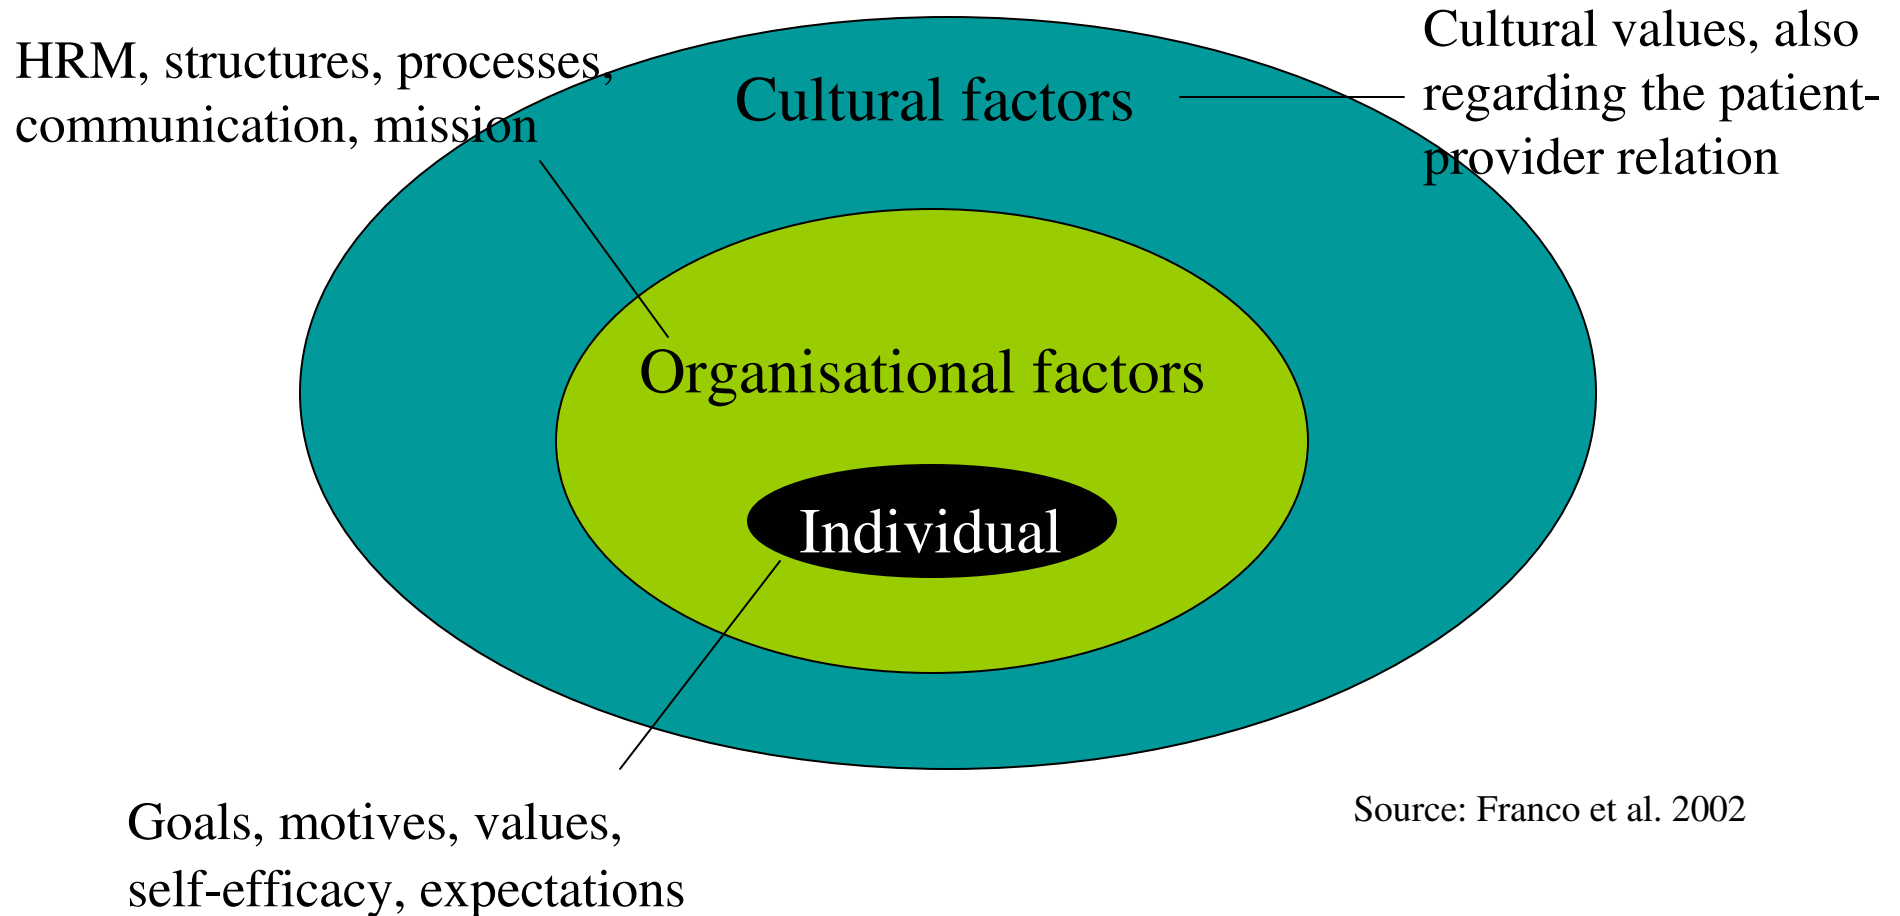 HRM, structures, processes,
communication, mission
Cultural factors
Cultural values, also
regarding the patient-
provider relation
Organisational factors
Individual
Goals, motives, values,
self-efficacy, expectations
Source: Franco et al. 2002